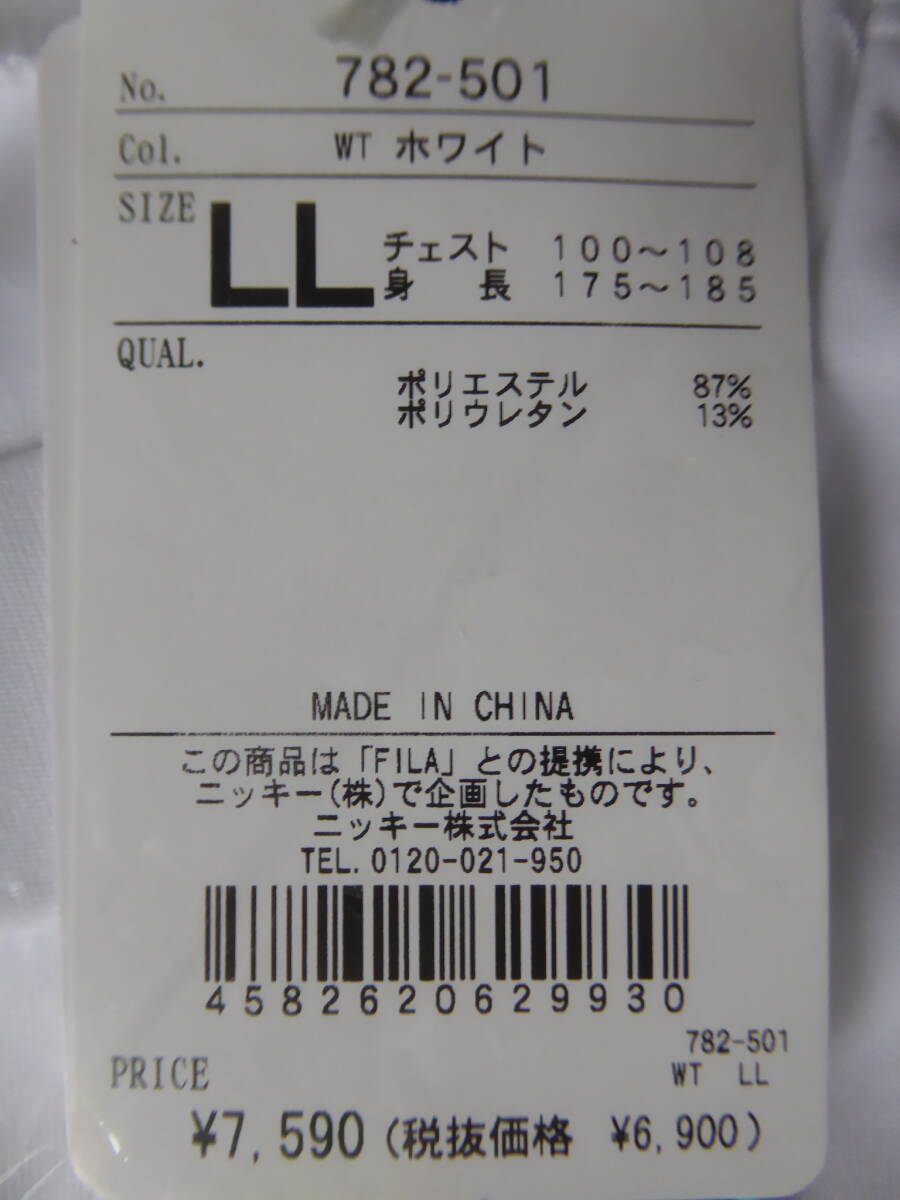 No. 782-501
Col. WT ホワイト
SIZE LL チェスト 100～108
身長 175～185
QUAL.
ポリエステル 87%
ポリウレタン 13%
MADE IN CHINA
この商品は「FILA」との提携により、
ニッキー(株)で企画したものです。
ニッキー株式会社
TEL. 0120-021-950
4582620629930
782-501
PRICE WT LL
¥7,590 (税抜価格 ¥6,900)